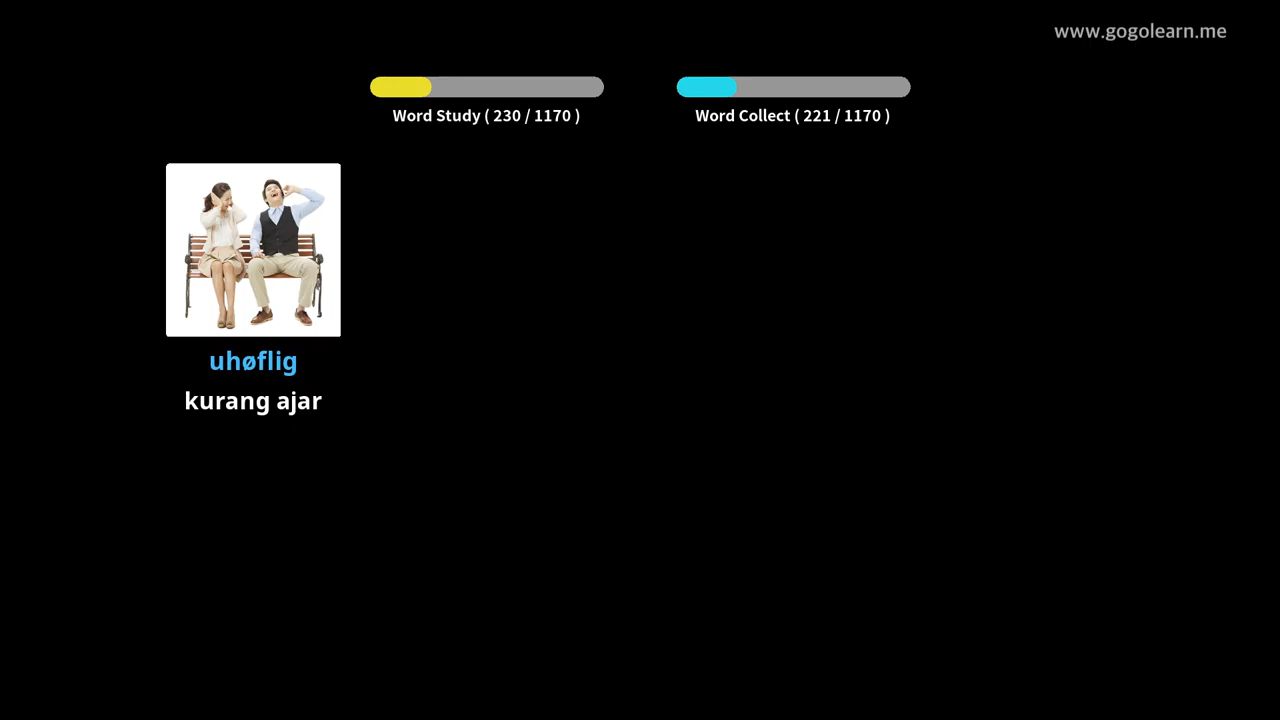 www.gogolearn.me
Word Study ( 230 / 1170 )
Word Collect ( 221 / 1170 )
uhøflig
kurang ajar